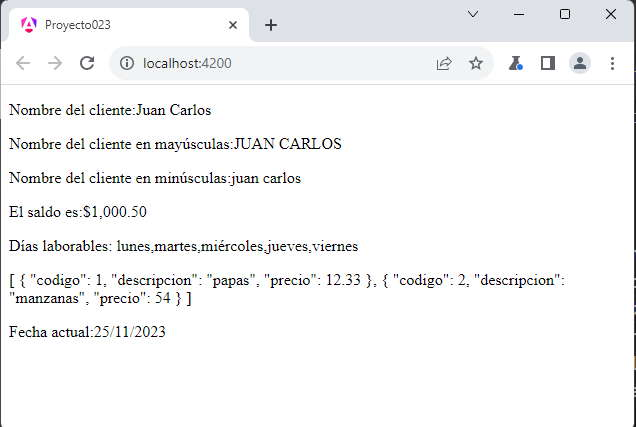 Proyecto023
localhost:4200
Nombre del cliente:Juan Carlos
Nombre del cliente en mayúsculas:JUAN CARLOS
Nombre del cliente en minúsculas:juan carlos
El saldo es:$1,000.50
Días laborables: lunes,martes,miércoles,jueves,viernes
[ { "codigo": 1, "descripcion": "papas", "precio": 12.33 }, { "codigo": 2, "descripcion":
"manzanas", "precio": 54 } ]
Fecha actual:25/11/2023